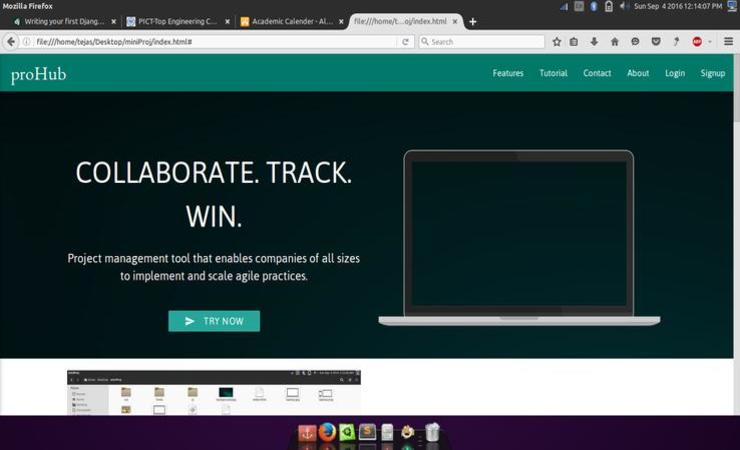 Mozilla Firefox
Sun Sep 4 2016 12:14:07 PM
Writing your first Djang...
PICT-Top Engineering C...
Academic Calender - Al...
file:///home/t...oj/index.html
file:///home/tejas/Desktop/miniProj/index.html#
Search
ABP
proHub
Features
Tutorial
Contact
About
Login
Signup
COLLABORATE. TRACK.
WIN.
Project management tool that enables companies of all sizes
to implement and scale agile practices.
TRY NOW